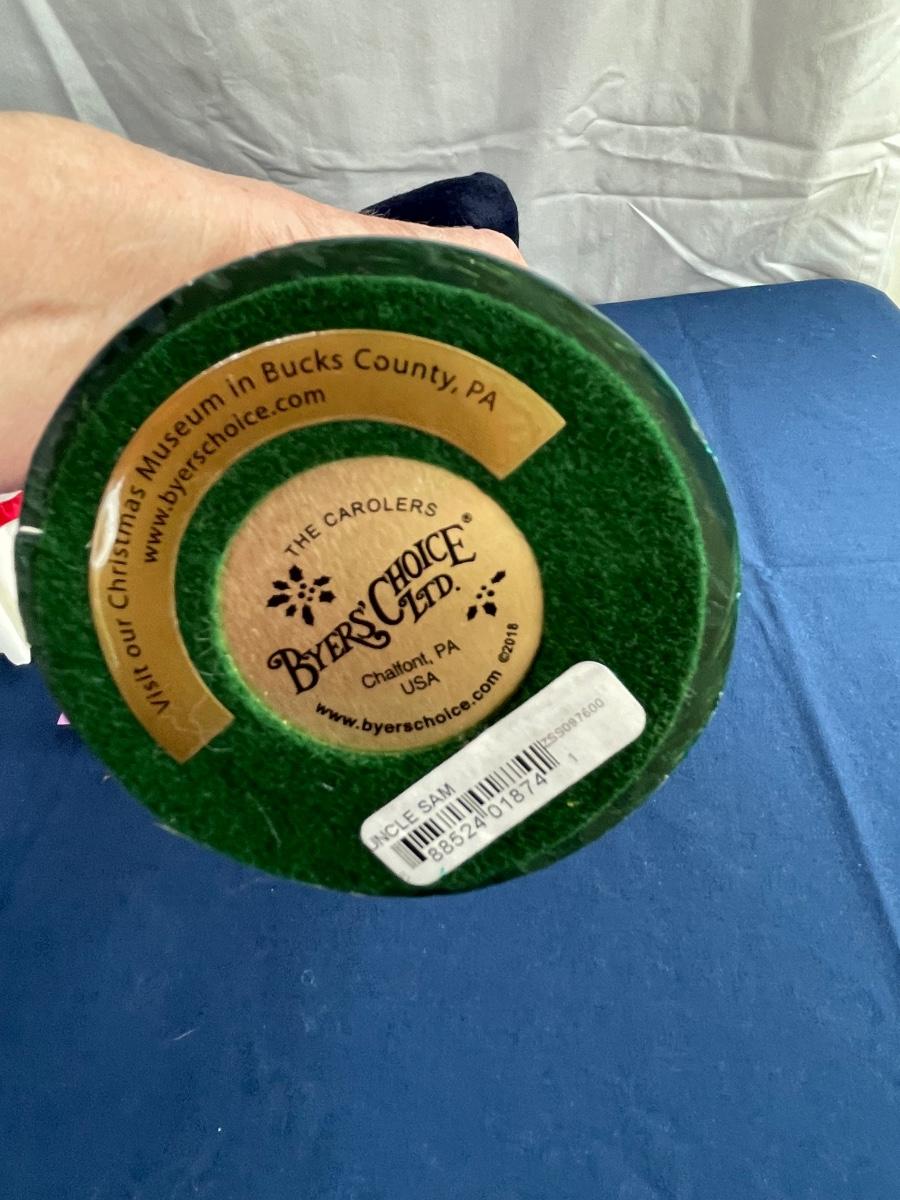 Visit our Christmas Museum in Bucks County, PA
www.byerschoice.com
THE CAROLERS
BYERS' CHOICE®
LTD.
Chalfont, PA
USA
www.byerschoice.com ©2018
UNCLE SAM
ZSS097600
88524 01874
1